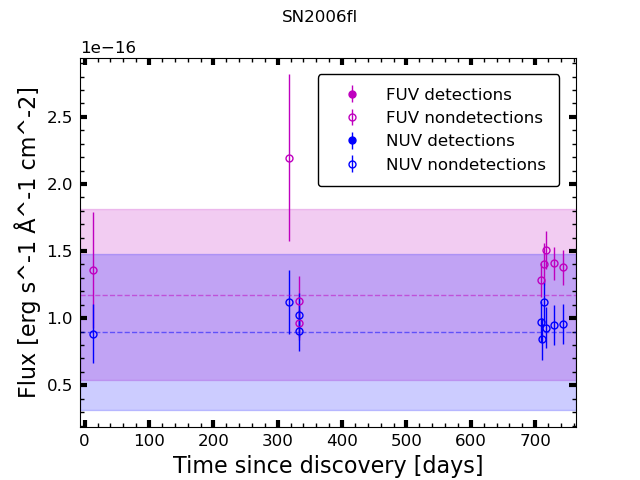 SN2006fl
1e−16
FUV detections
FUV nondetections
NUV detections
NUV nondetections
2.5
2.0
1.5
1.0
0.5
Flux [erg s^-1 Å^-1 cm^-2]
0 100 200 300 400 500 600 700
Time since discovery [days]